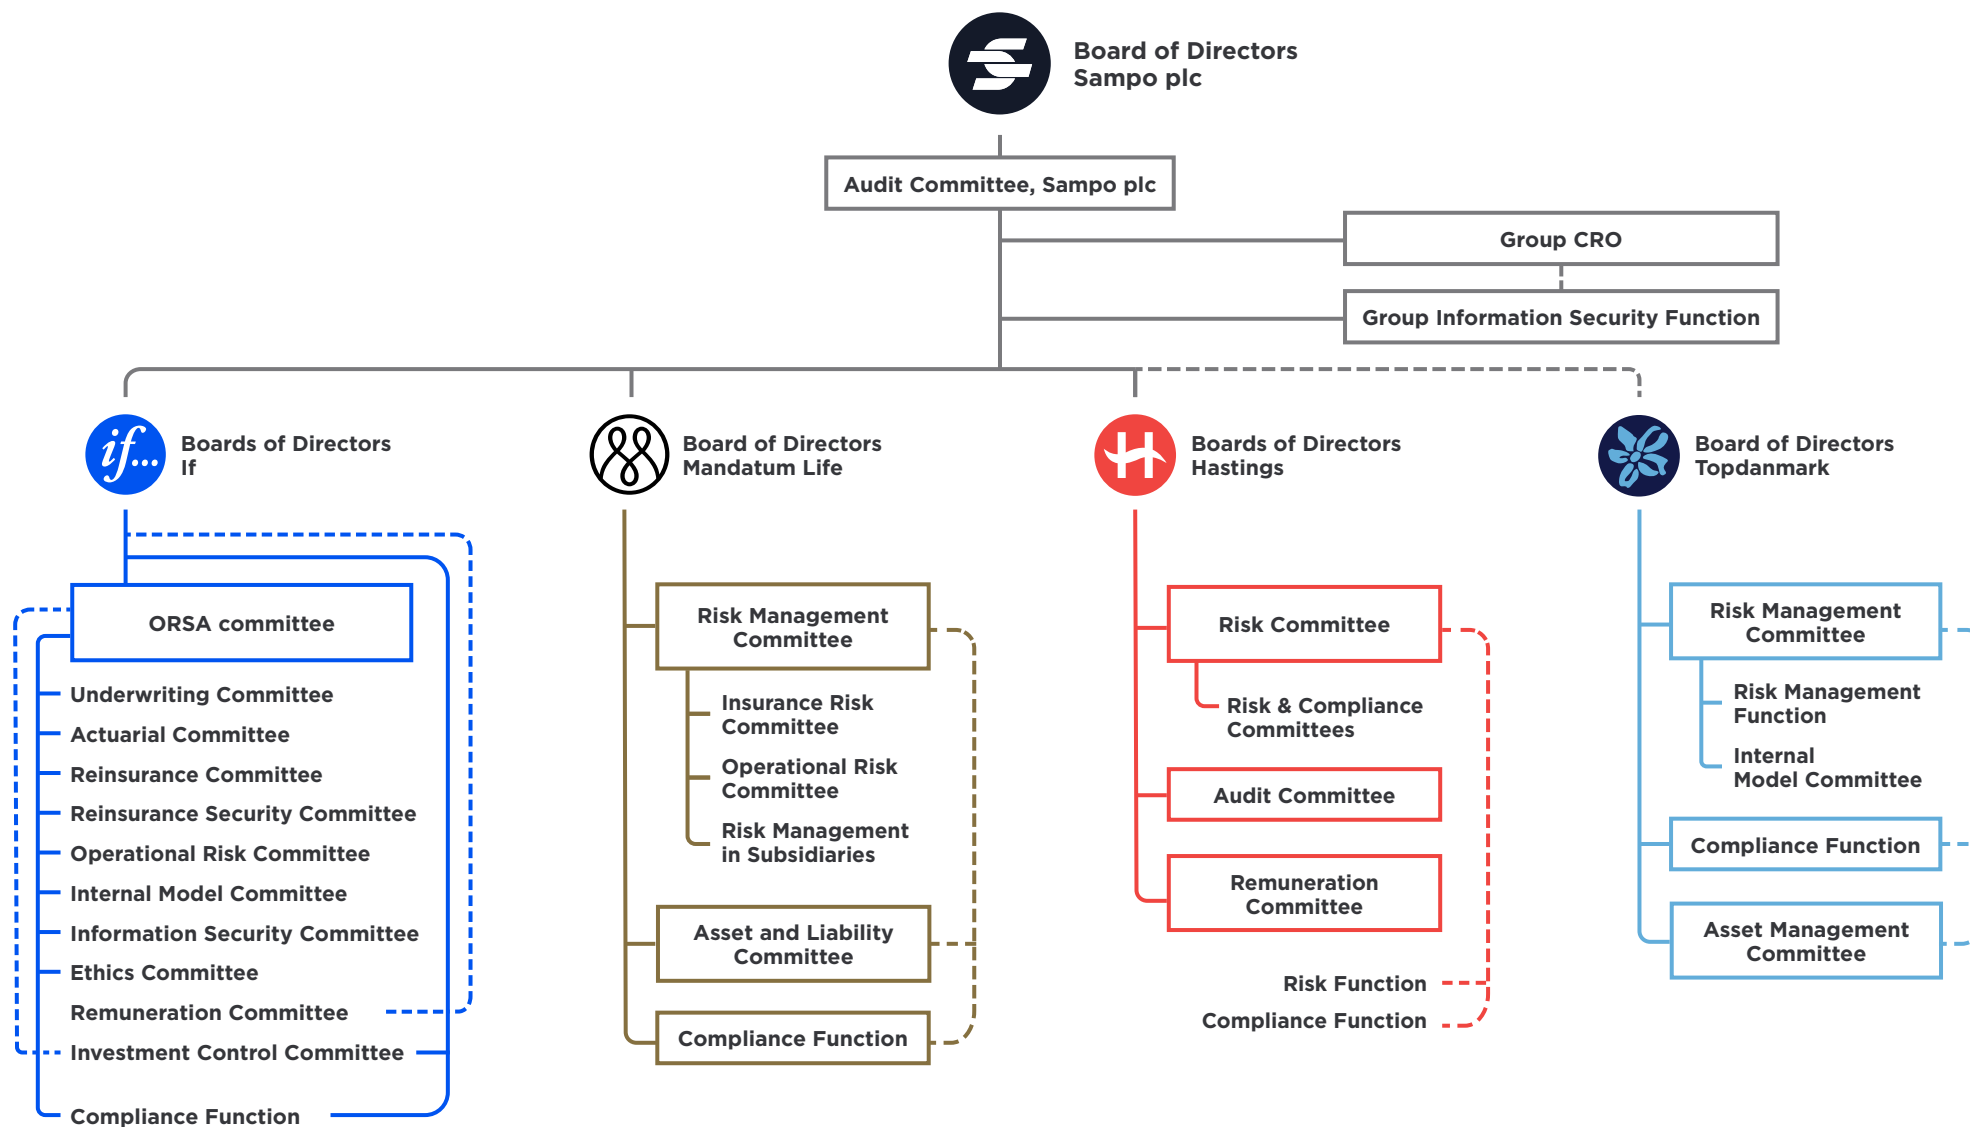 Board of Directors
Sampo plc
Audit Committee, Sampo plc
Group CRO
Group Information Security Function
if...
Boards of Directors
If
Board of Directors
Mandatum Life
H
Boards of Directors
Hastings
Board of Directors
Topdanmark
ORSA committee
Underwriting Committee
Actuarial Committee
Reinsurance Committee
Reinsurance Security Committee
Operational Risk Committee
Internal Model Committee
Information Security Committee
Ethics Committee
Remuneration Committee
Investment Control Committee
Compliance Function
Risk Management
Committee
Insurance Risk
Committee
Operational Risk
Committee
Risk Management
in Subsidiaries
Asset and Liability
Committee
Compliance Function
Risk Committee
Risk & Compliance
Committees
Audit Committee
Remuneration
Committee
Risk Function
Compliance Function
Risk Management
Committee
Risk Management
Function
Internal
Model Committee
Compliance Function
Asset Management
Committee